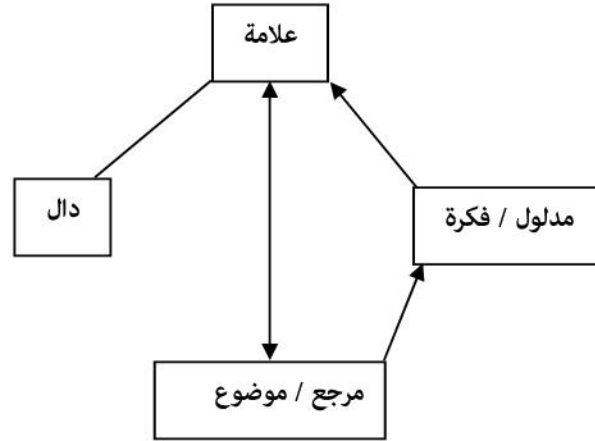 علامة
دال
مدلول / فكرة
مرجع / موضوع